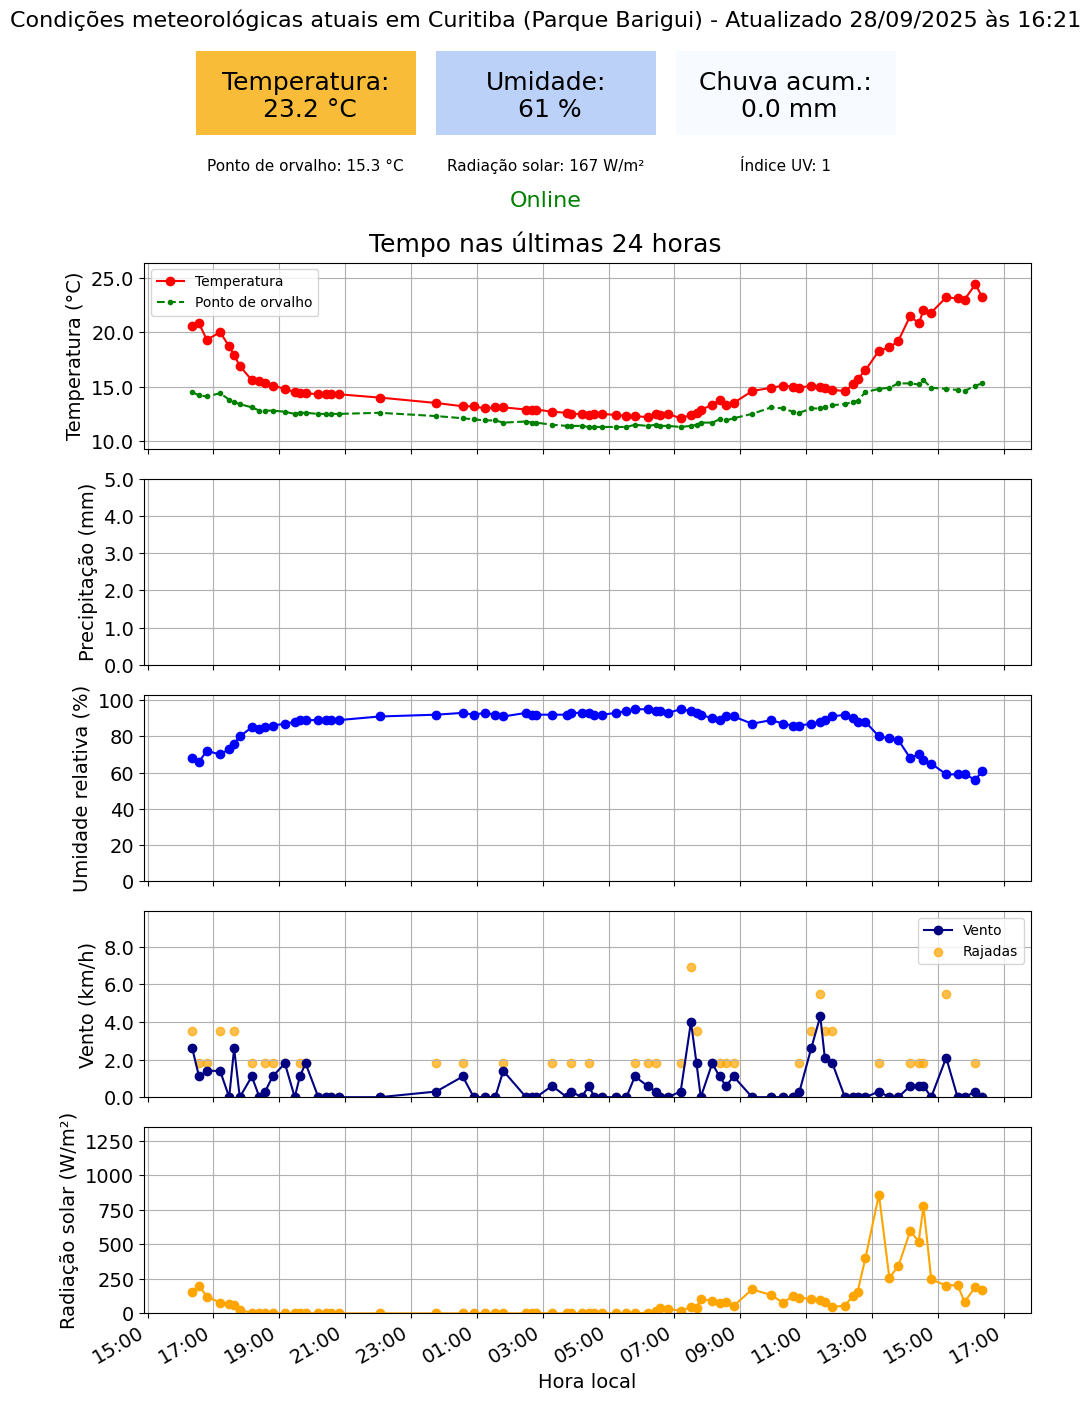 Condições meteorológicas atuais em Curitiba (Parque Barigui) - Atualizado 28/09/2025 às 16:21
Temperatura:
23.2 °C
Umidade:
61 %
Chuva acum.:
0.0 mm
Ponto de orvalho: 15.3 °C
Radiação solar: 167 W/m²
Índice UV: 1
Online
Tempo nas últimas 24 horas
Temperatura (°C)
25.0
20.0
15.0
10.0
Temperatura
Ponto de orvalho
Precipitação (mm)
5.0
4.0
3.0
2.0
1.0
0.0
Umidade relativa (%)
100
80
60
40
20
0
Vento (km/h)
8.0
6.0
4.0
2.0
0.0
Vento
Rajadas
Radiação solar (W/m²)
1250
1000
750
500
250
0
15:00 17:00 19:00 21:00 23:00 01:00 03:00 05:00 07:00 09:00 11:00 13:00 15:00 17:00
Hora local